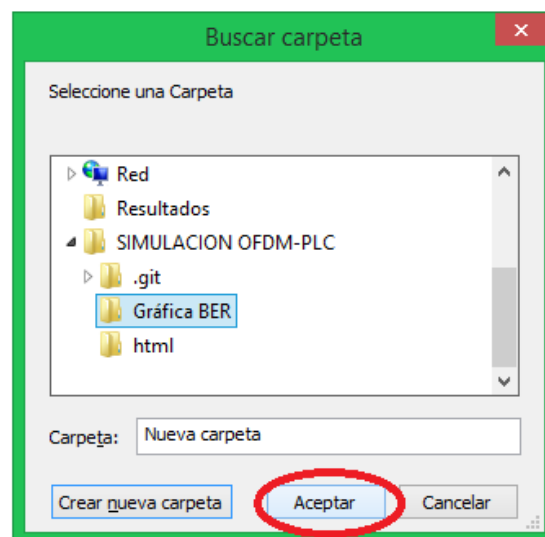 Buscar carpeta
Seleccione una Carpeta
Red
Resultados
SIMULACION OFDM-PLC
.git
Gráfica BER
html
Carpeta: Nueva carpeta
Crear nueva carpeta Aceptar Cancelar